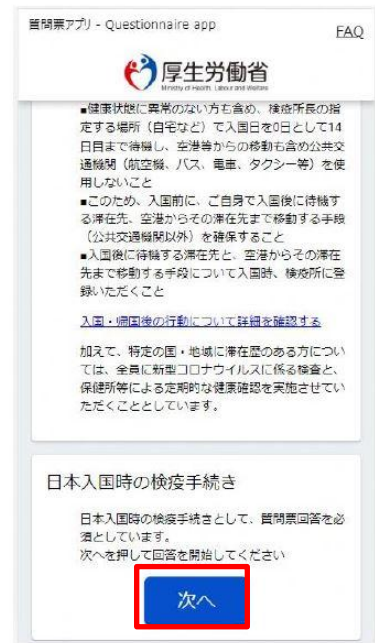 質問票アプリ - Questionnaire app
FAQ
厚生労働省
Ministry of Health, Labour and Welfare
■健康状態に異常のない方も含め、検疫所長の指
定する場所（自宅など）で入国日を0日として14
日目まで待機し、空港等からの移動も含め公共交
通機関（航空機、バス、電車、タクシー等）を使
用しないこと
■このため、入国前に、ご自身で入国後に待機す
る滞在先、空港からその滞在先まで移動する手段
（公共交通機関以外）を確保すること
■入国後に待機する滞在先と、空港からその滞在
先まで移動する手段について入国時、検疫所に登
録いただくこと
入国・帰国後の行動について詳細を確認する
加えて、特定の国・地域に滞在歴のある方につい
ては、全員に新型コロナウイルスに係る検査と、
保健所等による定期的な健康確認を実施させてい
ただくこととしています。
日本入国時の検疫手続き
日本入国時の検疫手続きとして、質問票回答を必
須としています。
次へを押して回答を開始してください
次へ